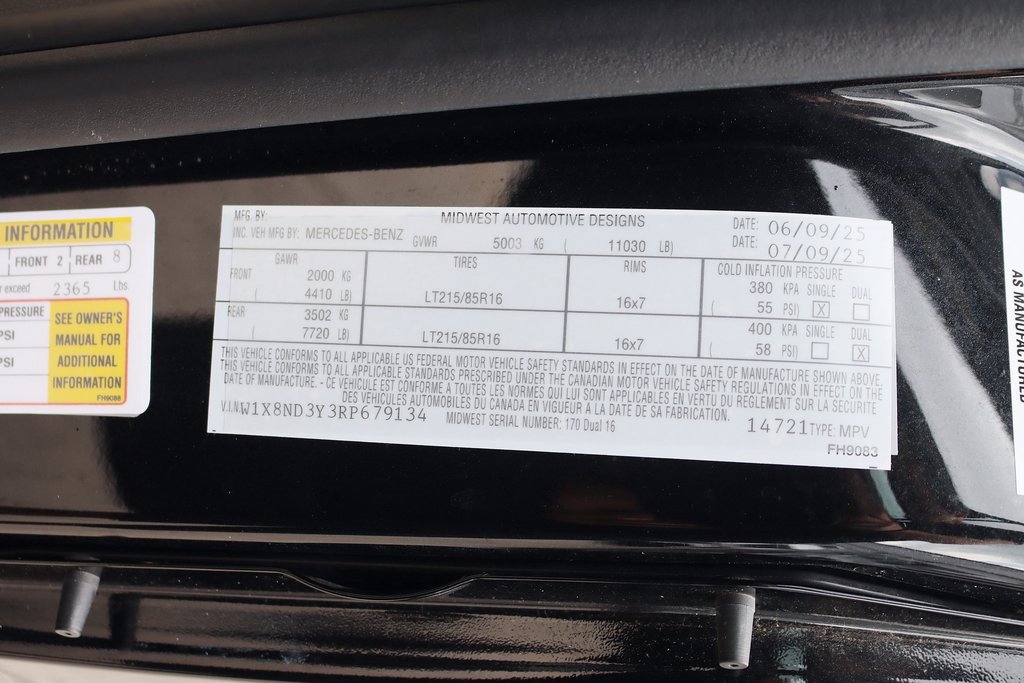 INFORMATION
FRONT 2 REAR 8
r exceed 2365 Lbs.
PRESSURE
PSI
PSI
SEE OWNER'S
MANUAL FOR
ADDITIONAL
INFORMATION
FH9088
MFG. BY: MIDWEST AUTOMOTIVE DESIGNS DATE: 06/09/25
INC. VEH MFG BY: MERCEDES-BENZ GVWR 5003 KG ( 11030 LB) DATE: 07/09/25
GAWR TIRES RIMS COLD INFLATION PRESSURE
FRONT 2000 KG 380 KPA SINGLE DUAL
( 4410 LB) LT215/85R16 16x7 ( 55 PSI) X
REAR 3502 KG 400 KPA SINGLE DUAL
( 7720 LB) LT215/85R16 16x7 ( 58 PSI) X
THIS VEHICLE CONFORMS TO ALL APPLICABLE US FEDERAL MOTOR VEHICLE SAFETY STANDARDS IN EFFECT ON THE DATE OF MANUFACTURE SHOWN ABOVE.
THIS VEHICLE CONFORMS TO ALL APPLICABLE STANDARDS PRESCRIBED UNDER THE CANADIAN MOTOR VEHICLE SAFETY REGULATIONS IN EFFECT ON THE
DATE OF MANUFACTURE. - CE VEHICULE EST CONFORME A TOUTES LES NORMES QUI LUI SONT APPLICABLES EN VERTU DU REGLEMENT SUR LA SECURITE
DES VEHICULES AUTOMOBILES DU CANADA EN VIGUEUR A LA DATE DE SA FABRICATION.
V.I.N: W1X8ND3Y3RP679134 MIDWEST SERIAL NUMBER: 170 Dual 16 14721 TYPE: MPV
FH9083
AS MANUFACTURED